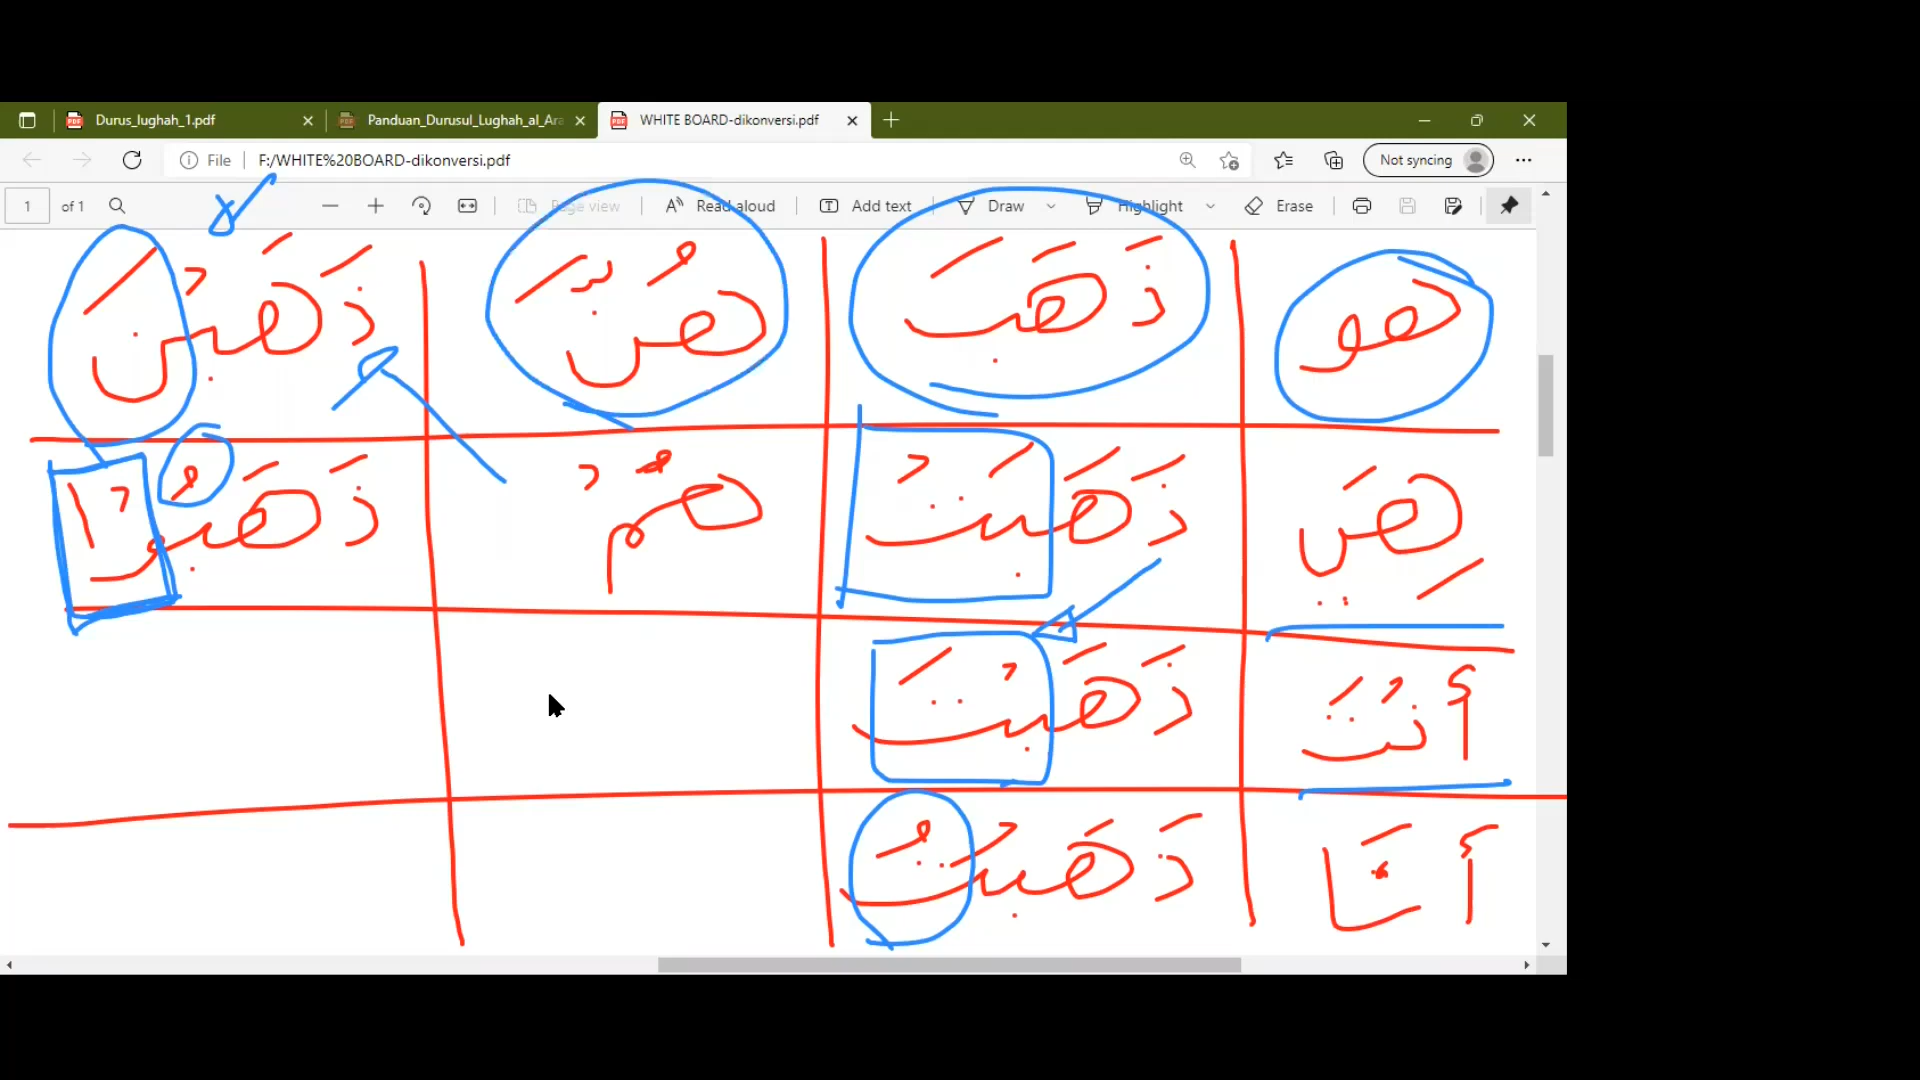 Durus_lughah_1.pdf
Panduan_Durusul_Lughah_al_Ara
WHITE BOARD-dikonversi.pdf
File
F:/WHITE%20BOARD-dikonversi.pdf
Not syncing
1 of 1
Page view
Read aloud
Add text
Draw
Highlight
Erase
هو ذَهَبَ هُنَّ ذَهَبْنَ
هِيَ ذَهَبَتْ هُمْ ذَهَبُوْا
أَنْتَ ذَهَبْتَ
أَنَا ذَهَبْتُ